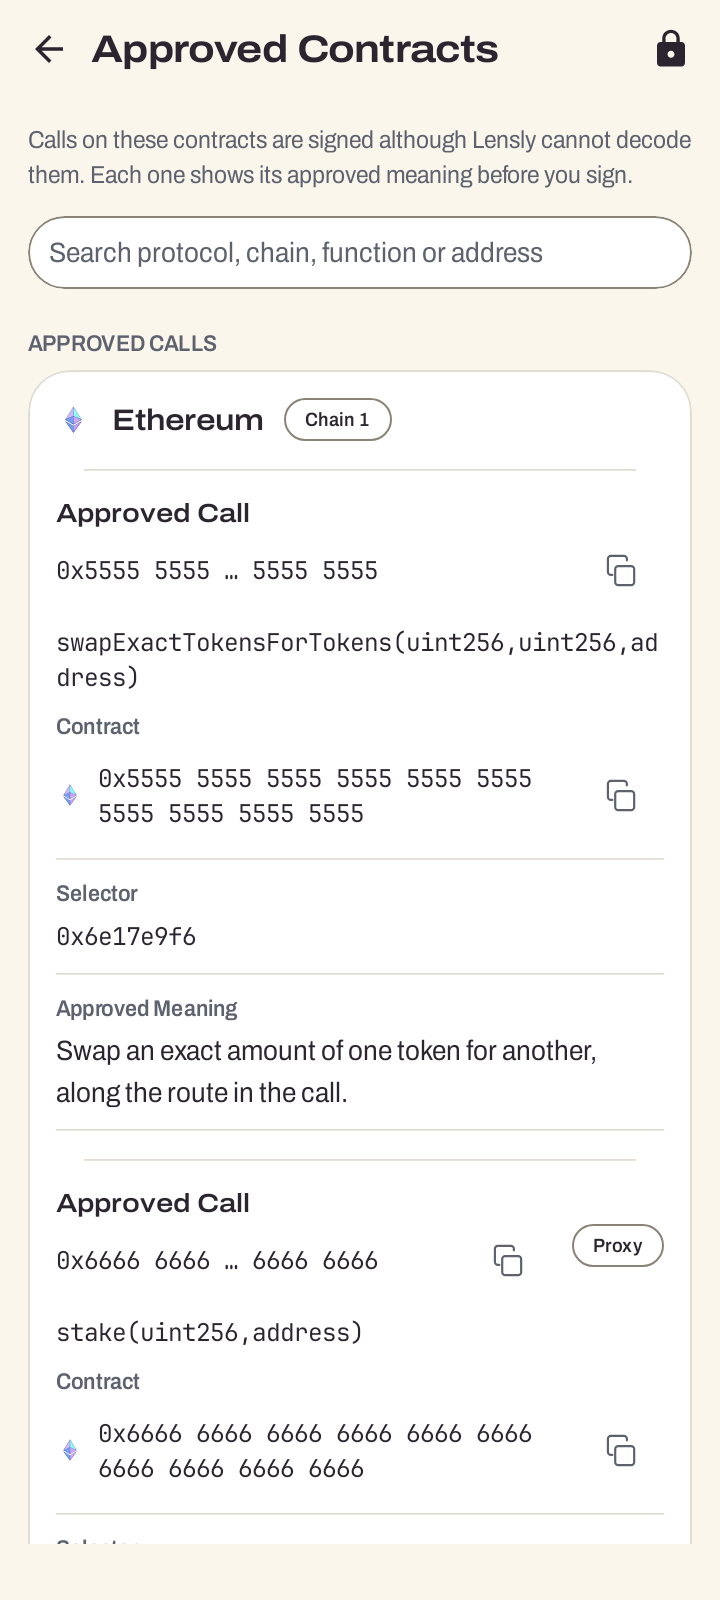 Approved Contracts
Calls on these contracts are signed although Lensly cannot decode
them. Each one shows its approved meaning before you sign.
Search protocol, chain, function or address
APPROVED CALLS
Ethereum Chain 1
Approved Call
0x5555 5555 … 5555 5555
swapExactTokensForTokens(uint256,uint256,ad
dress)
Contract
0x5555 5555 5555 5555 5555 5555
5555 5555 5555 5555
Selector
0x6e17e9f6
Approved Meaning
Swap an exact amount of one token for another,
along the route in the call.
Approved Call
0x6666 6666 … 6666 6666 Proxy
stake(uint256,address)
Contract
0x6666 6666 6666 6666 6666 6666
6666 6666 6666 6666